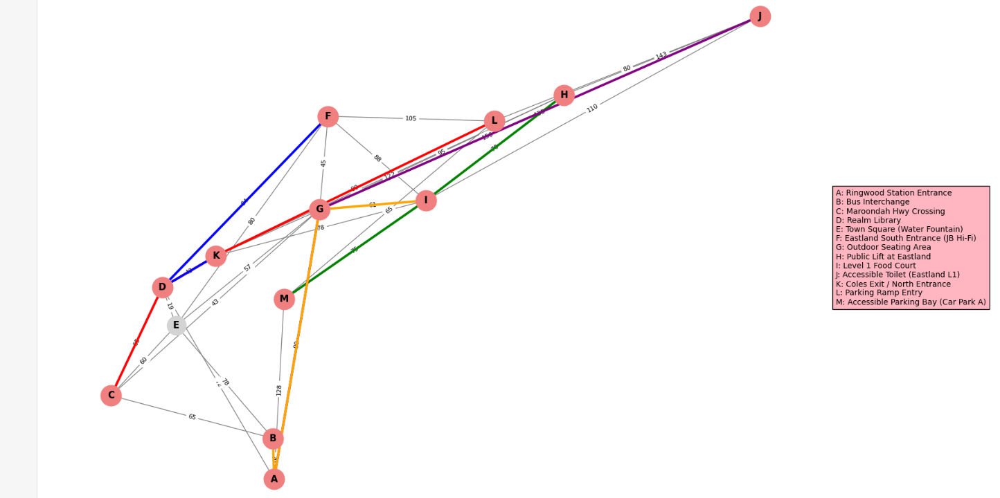 J
143
80
H
110
F
105
L
95
88
45
122
I
G
65
80
78
K
57
D
M
19
43
E
60
78
128
C
65
B
A
A: Ringwood Station Entrance
B: Bus Interchange
C: Maroondah Hwy Crossing
D: Realm Library
E: Town Square (Water Fountain)
F: Eastland South Entrance (JB Hi-Fi)
G: Outdoor Seating Area
H: Public Lift at Eastland
I: Level 1 Food Court
J: Accessible Toilet (Eastland L1)
K: Coles Exit / North Entrance
L: Parking Ramp Entry
M: Accessible Parking Bay (Car Park A)